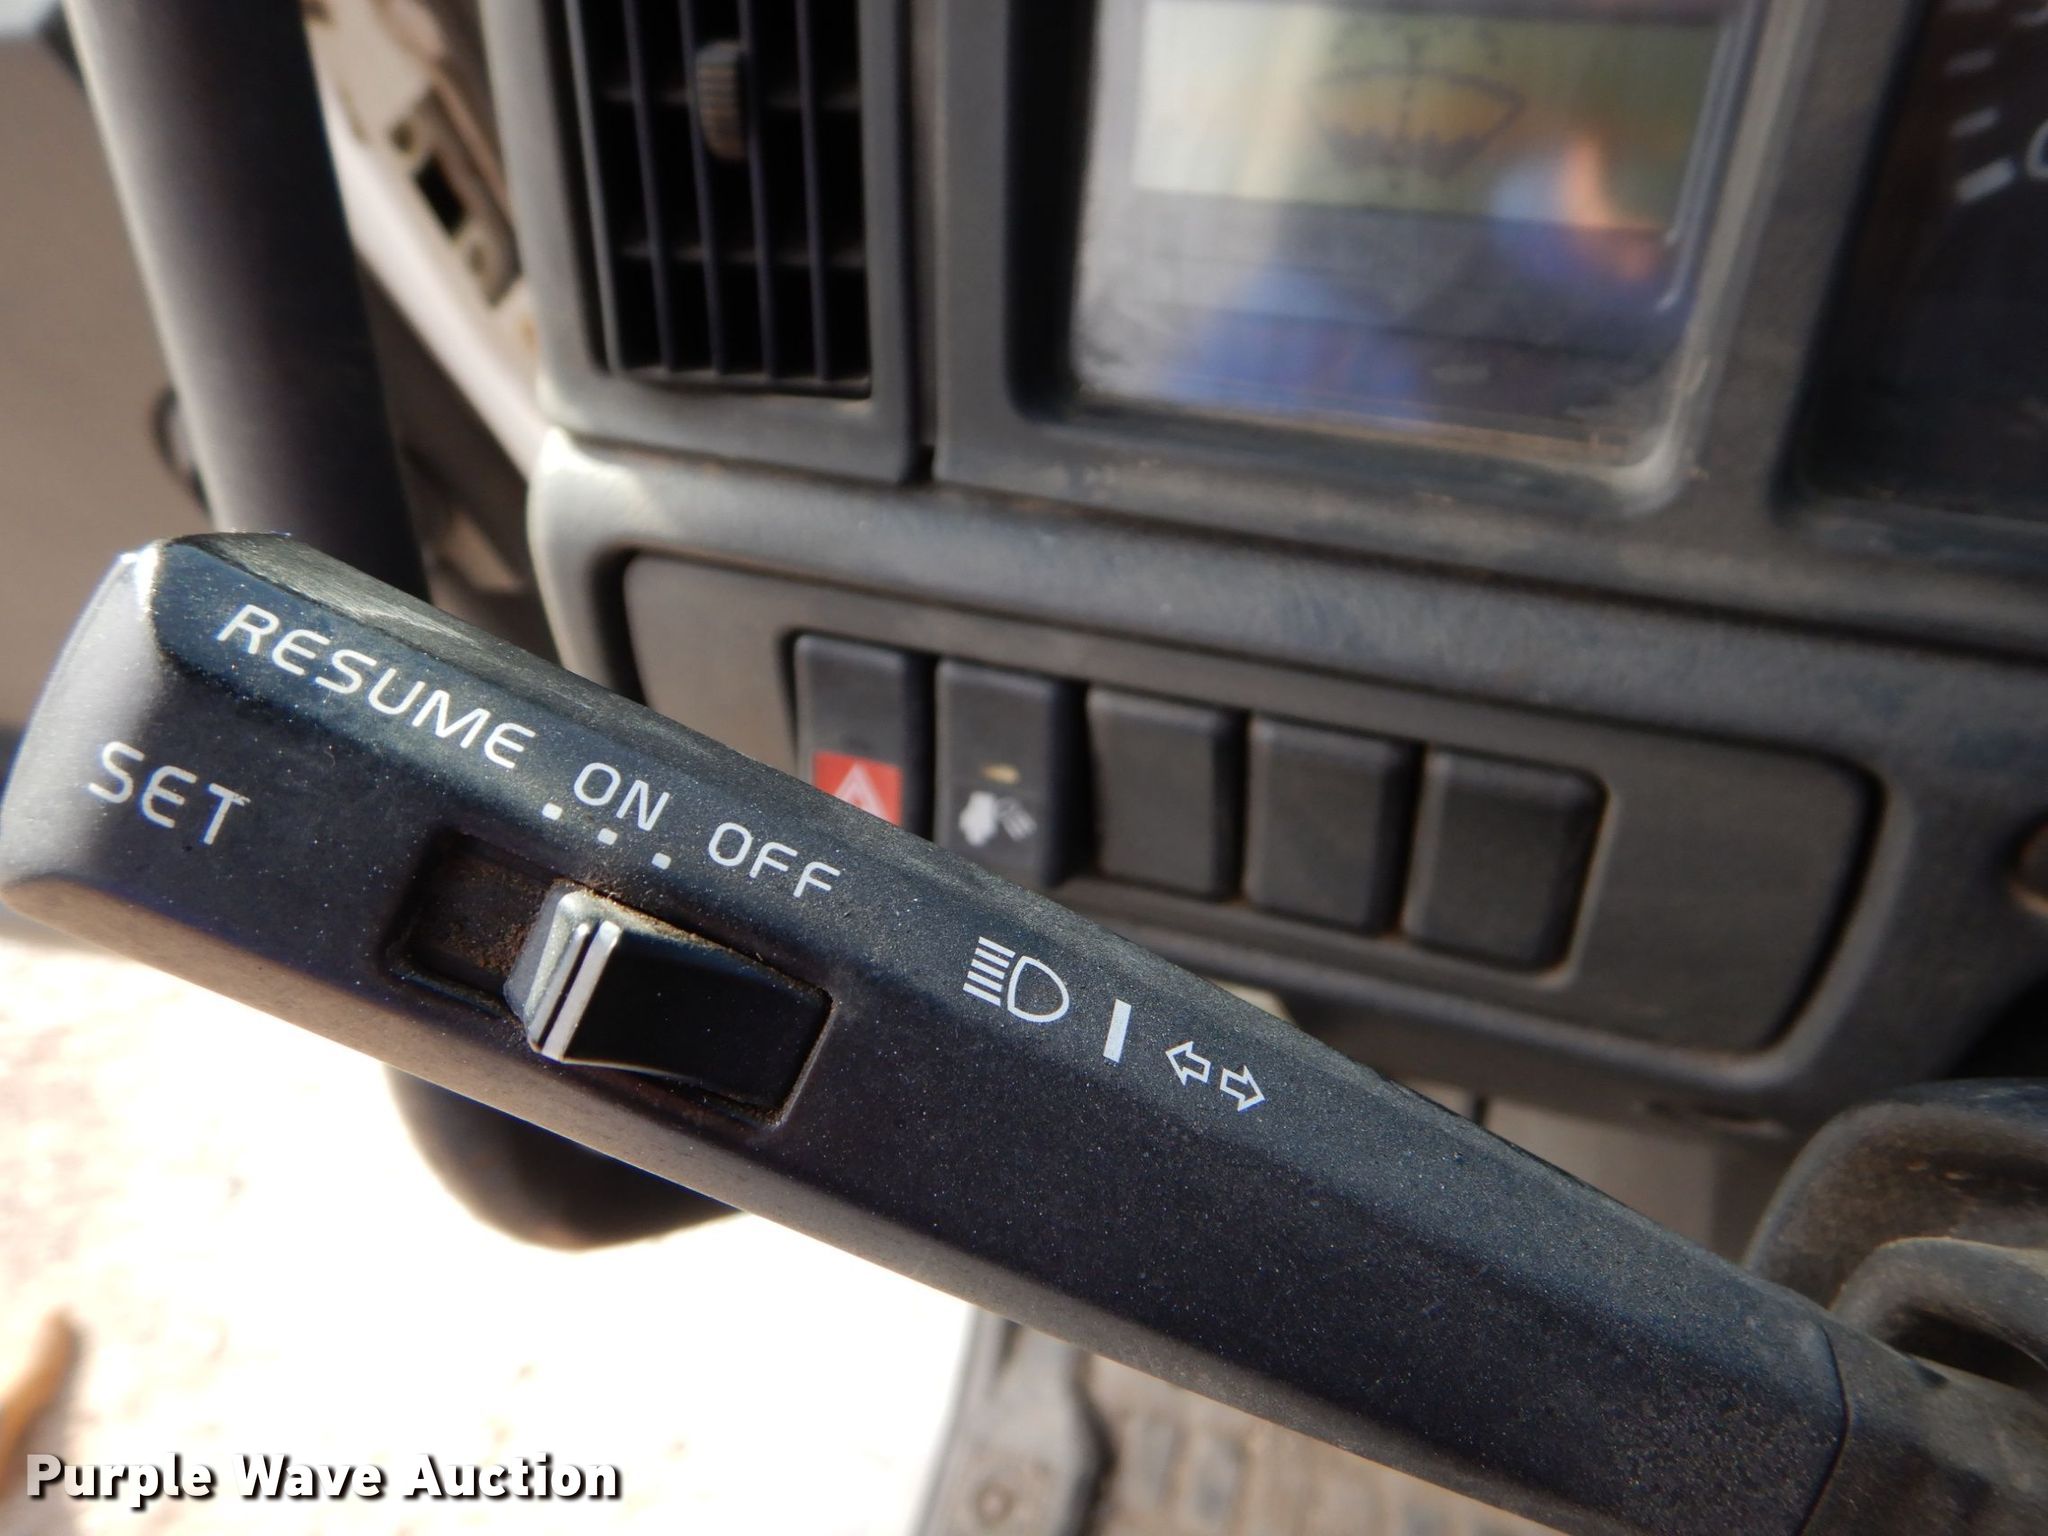 RESUME ON OFF
SET
Purple Wave Auction